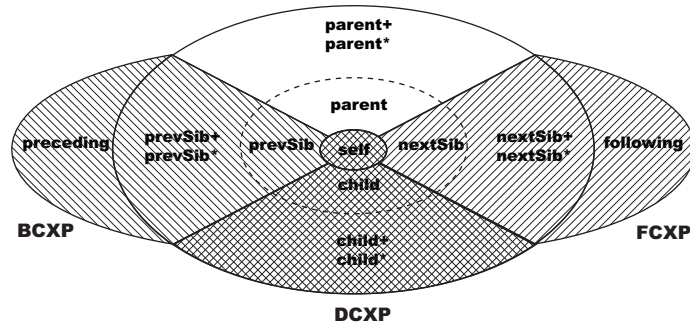 parent+
parent*
parent
preceding
prevSib+
prevSib*
prevSib
self
nextSib
nextSib+
nextSib*
following
child
BCXP
FCXP
child+
child*
DCXP